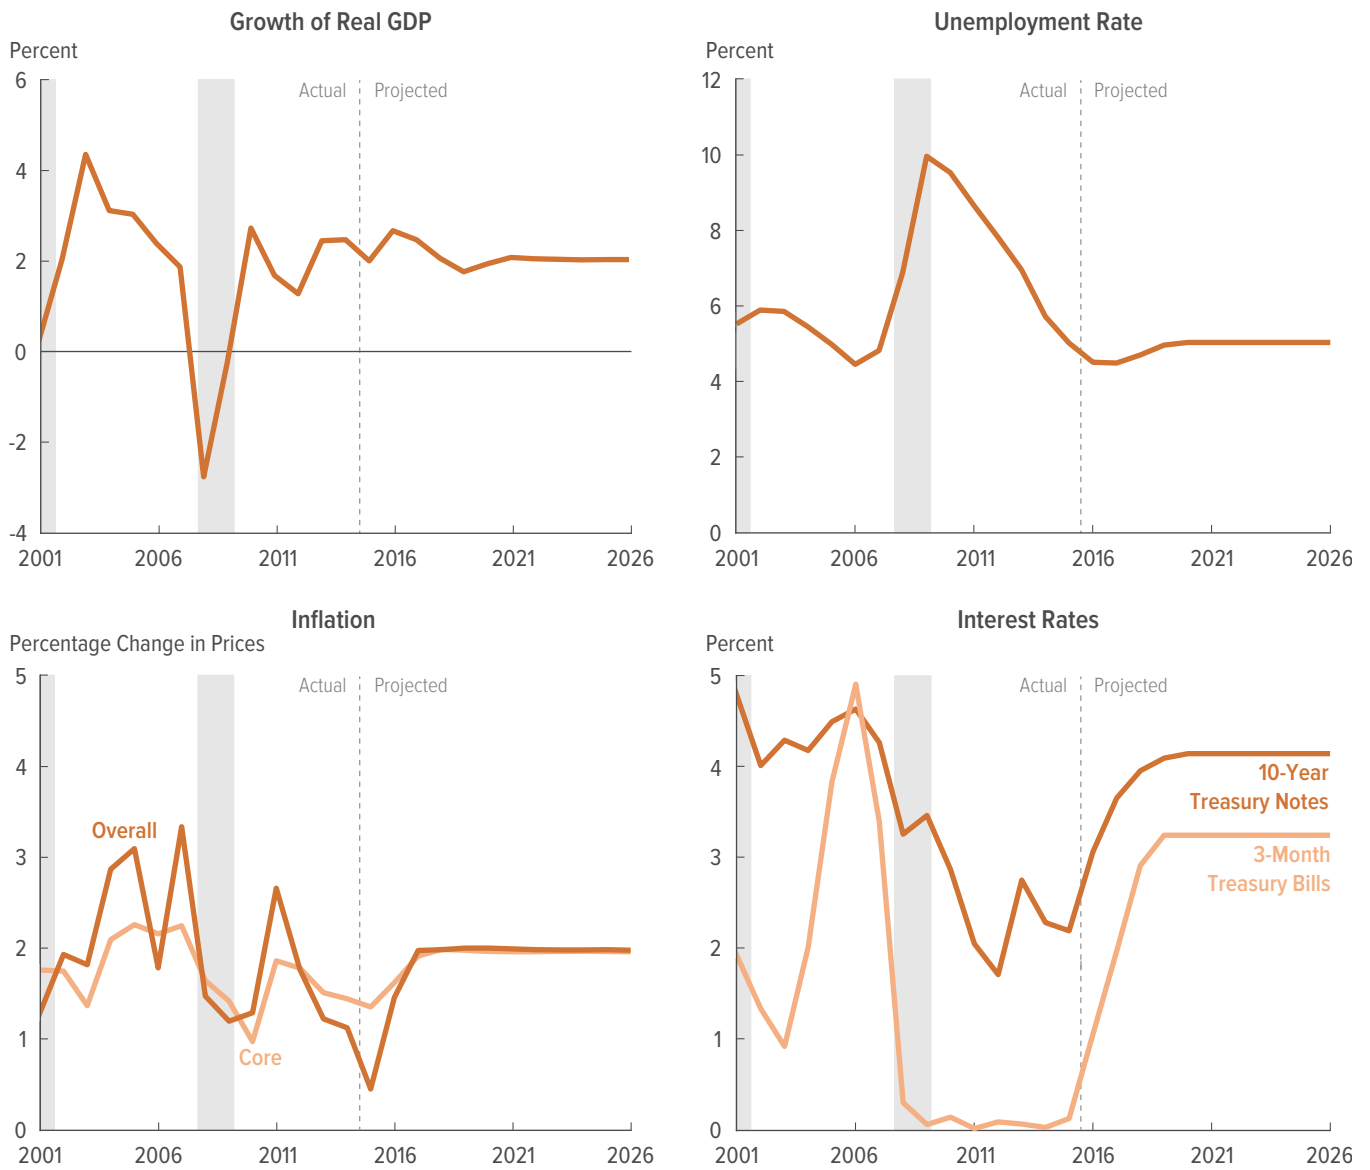 Growth of Real GDP
Percent
6
4
2
0
-2
-4
Actual
Projected
2001 2006 2011 2016 2021 2026
Unemployment Rate
Percent
12
10
8
6
4
2
0
Actual
Projected
2001 2006 2011 2016 2021 2026
Inflation
Percentage Change in Prices
5
4
3
2
1
0
Actual
Projected
Overall
Core
2001 2006 2011 2016 2021 2026
Interest Rates
Percent
5
4
3
2
1
0
Actual
Projected
10-Year
Treasury Notes
3-Month
Treasury Bills
2001 2006 2011 2016 2021 2026